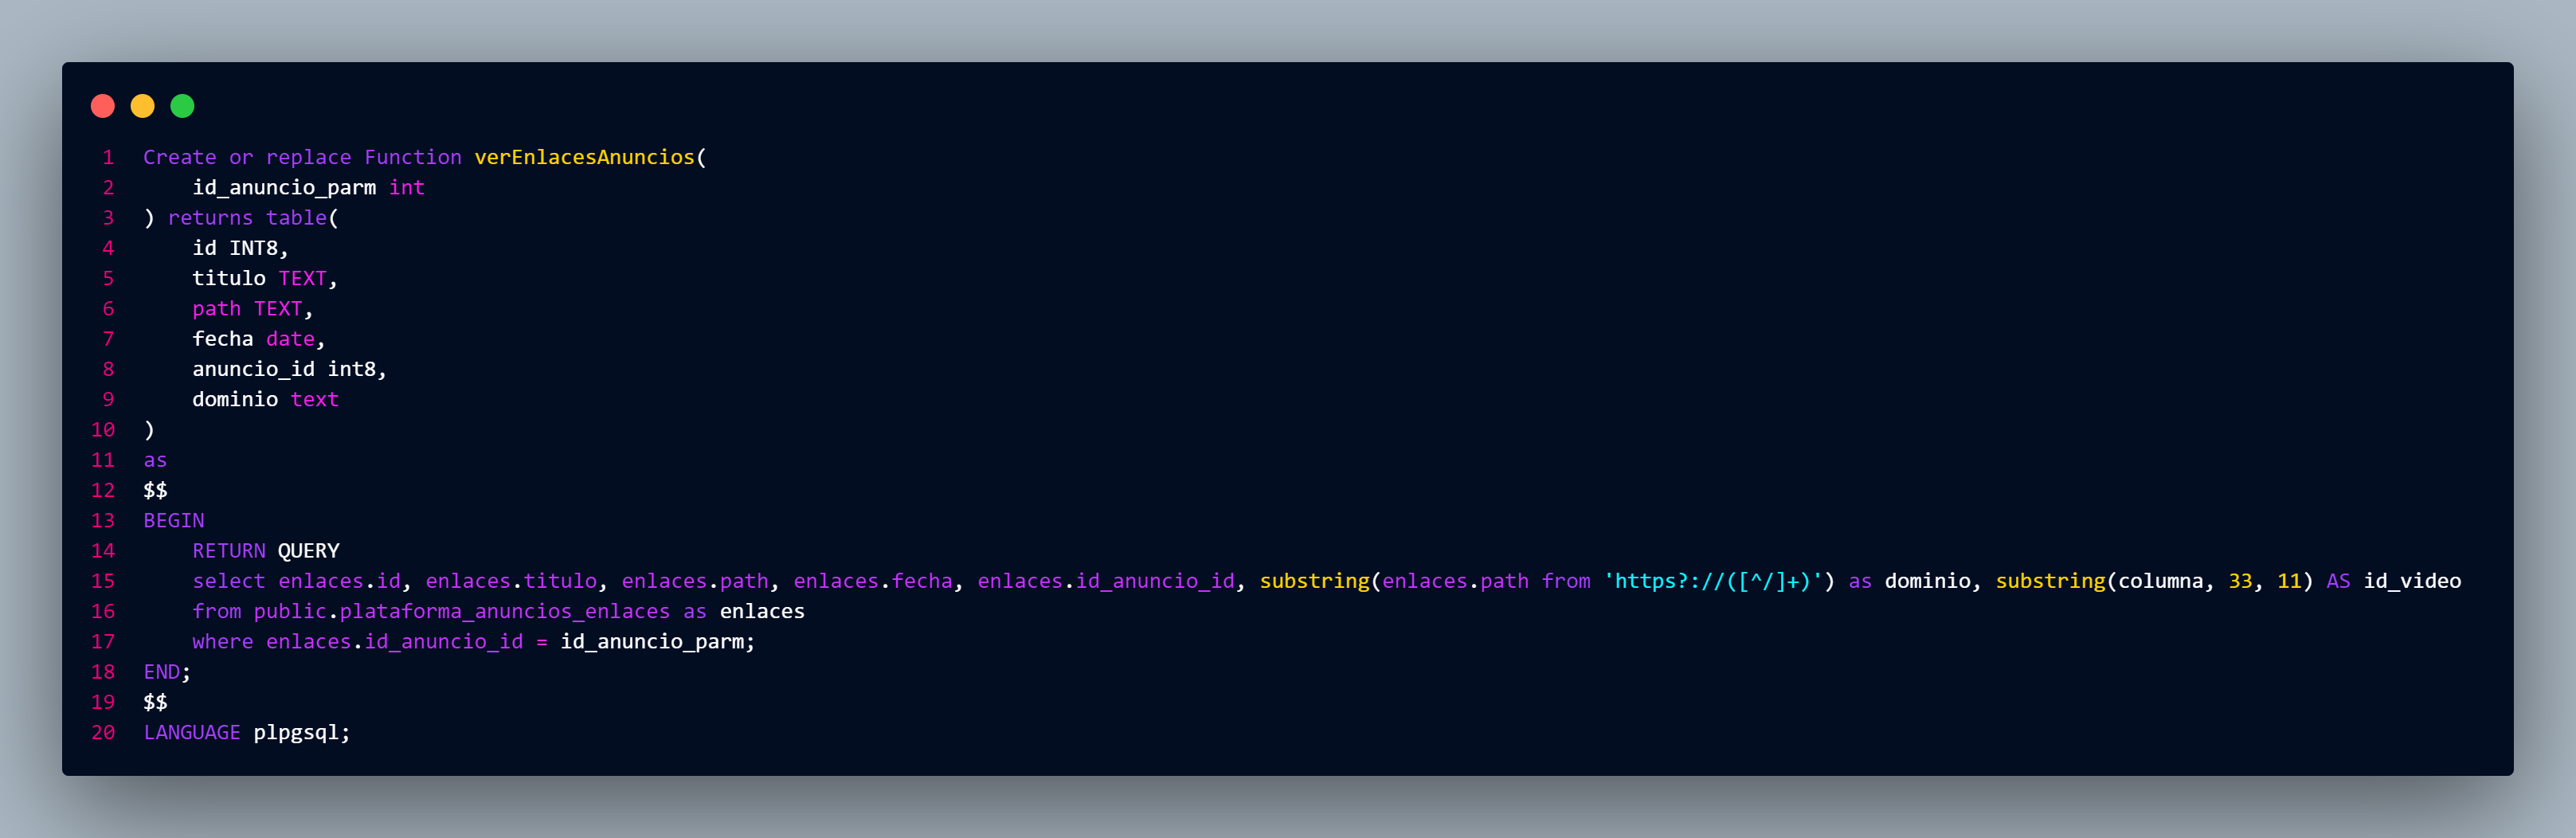 1 Create or replace Function verEnlacesAnuncios(
2 id_anuncio_parm int
3 ) returns table(
4 id INT8,
5 titulo TEXT,
6 path TEXT,
7 fecha date,
8 anuncio_id int8,
9 dominio text
10 )
11 as
12 $$
13 BEGIN
14 RETURN QUERY
15 select enlaces.id, enlaces.titulo, enlaces.path, enlaces.fecha, enlaces.id_anuncio_id, substring(enlaces.path from 'https?://([^/]+)') as dominio, substring(columna, 33, 11) AS id_video
16 from public.plataforma_anuncios_enlaces as enlaces
17 where enlaces.id_anuncio_id = id_anuncio_parm;
18 END;
19 $$
20 LANGUAGE plpgsql;